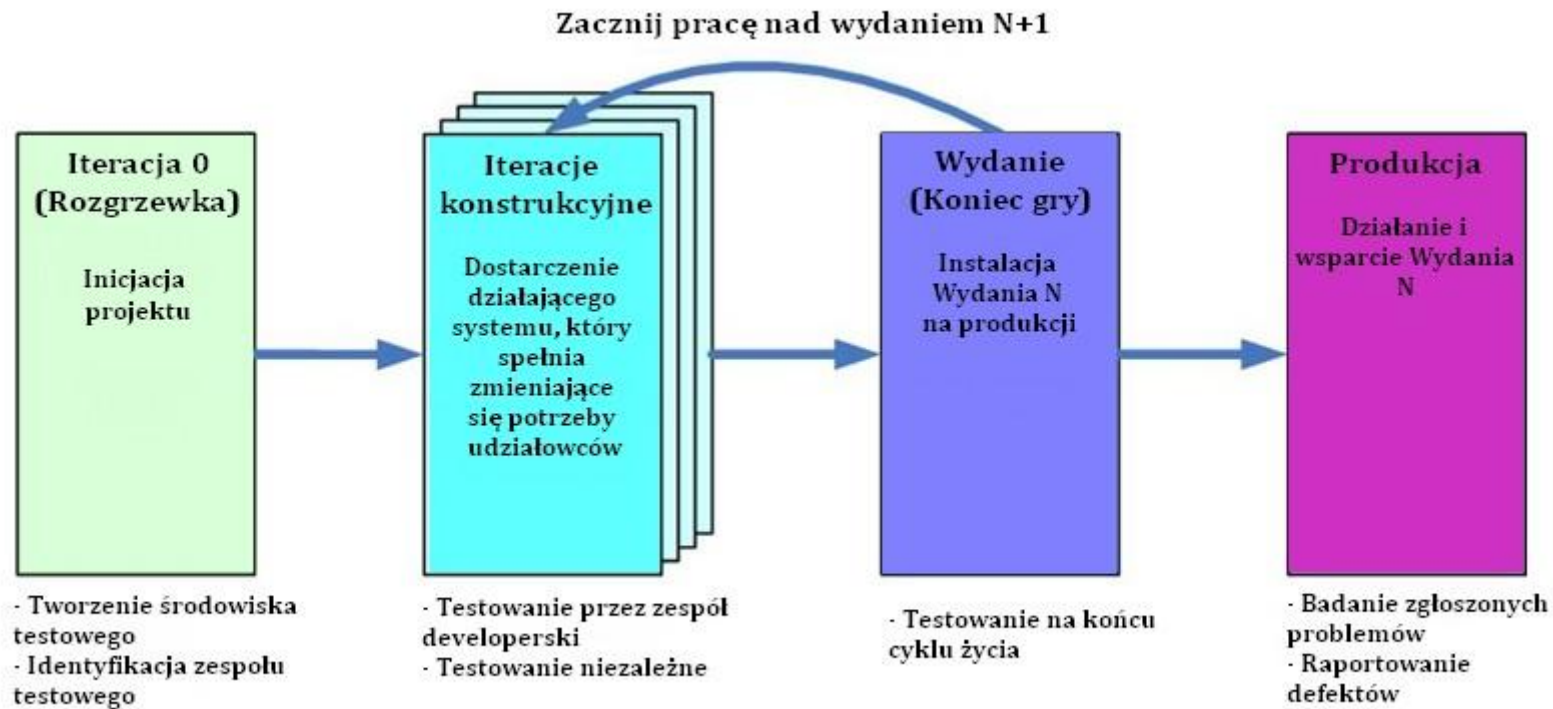 Zacznij pracę nad wydaniem N+1
Iteracja 0
(Rozgrzewka)
Inicjacja
projektu
Iteracje
konstrukcyjne
Dostarczenie
działającego
systemu, który
spełnia
zmieniające
się potrzeby
udziałowców
Wydanie
(Koniec gry)
Instalacja
Wydania N
na produkcji
Produkcja
Działanie i
wsparcie Wydania
N
- Tworzenie środowiska
testowego
- Identyfikacja zespołu
testowego
- Testowanie przez zespół
developerski
- Testowanie niezależne
- Testowanie na końcu
cyklu życia
- Badanie zgłoszonych
problemów
- Raportowanie
defektów